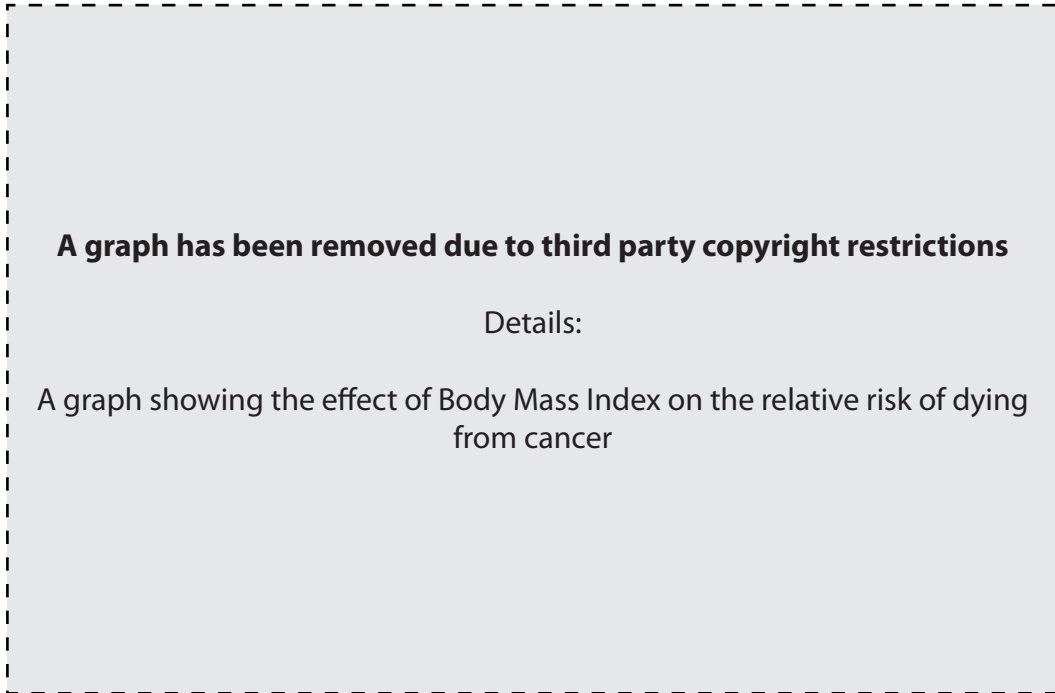 A graph has been removed due to third party copyright restrictions
Details:
A graph showing the effect of Body Mass Index on the relative risk of dying
from cancer